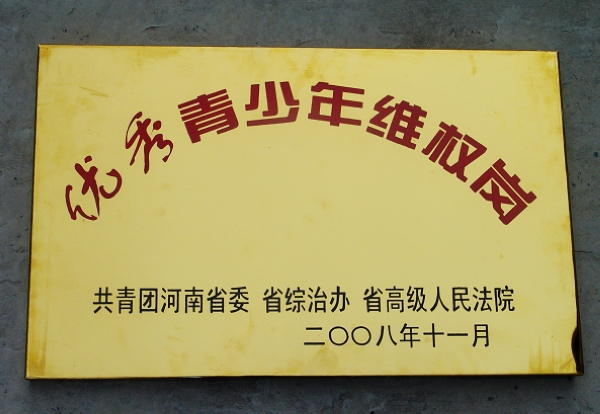 优秀青少年维权岗
共青团河南省委 省综治办 省高级人民法院
二〇〇八年十一月